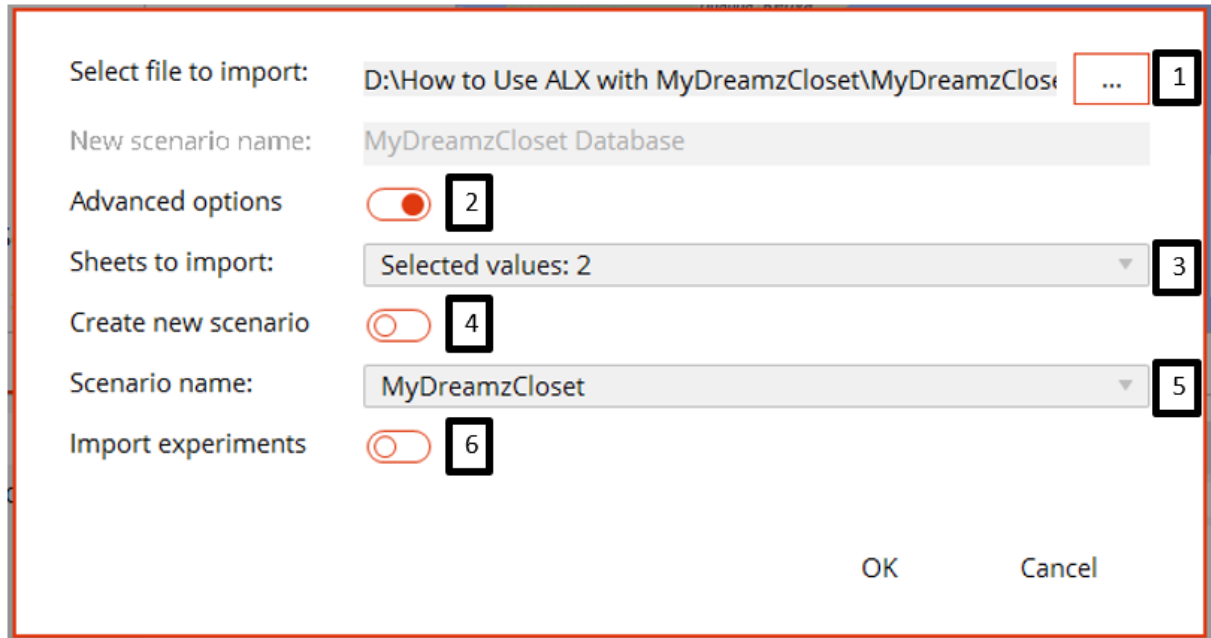 Select file to import: D:\How to Use ALX with MyDreamzCloset\MyDreamzClose ... 1
New scenario name: MyDreamzCloset Database
Advanced options 2
Sheets to import: Selected values: 2 3
Create new scenario 4
Scenario name: MyDreamzCloset 5
Import experiments 6
OK Cancel